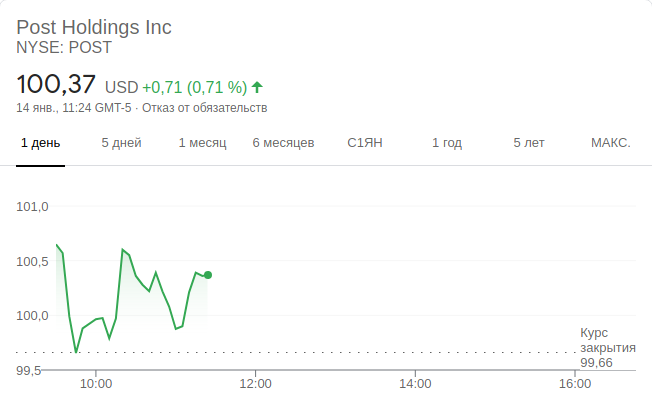 Post Holdings Inc
NYSE: POST
100,37 USD +0,71 (0,71 %)
14 янв., 11:24 GMT-5 · Отказ от обязательств
1 день 5 дней 1 месяц 6 месяцев С1ЯН 1 год 5 лет МАКС.
101,0
100,5
100,0
Курс
закрытия
99,66
99,5
10:00 12:00 14:00 16:00